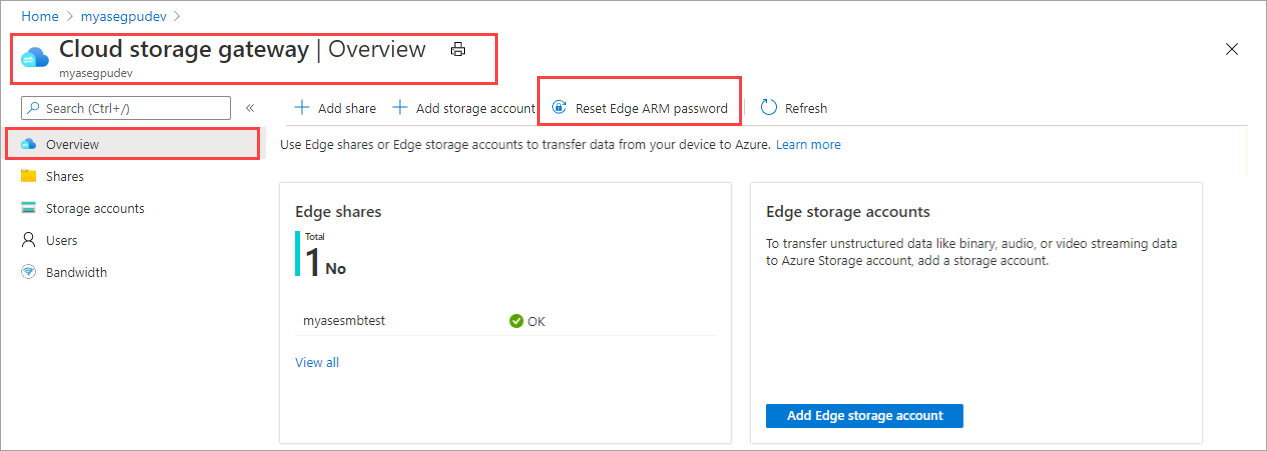 Home > myasegpudev >
Cloud storage gateway | Overview
myasegpudev
Search (Ctrl+/) «
+ Add share + Add storage account Reset Edge ARM password Refresh
Overview
Use Edge shares or Edge storage accounts to transfer data from your device to Azure. Learn more
Shares
Storage accounts
Users
Bandwidth
Edge shares
Total
1 No
myasesmbtest OK
View all
Edge storage accounts
To transfer unstructured data like binary, audio, or video streaming data
to Azure Storage account, add a storage account.
Add Edge storage account